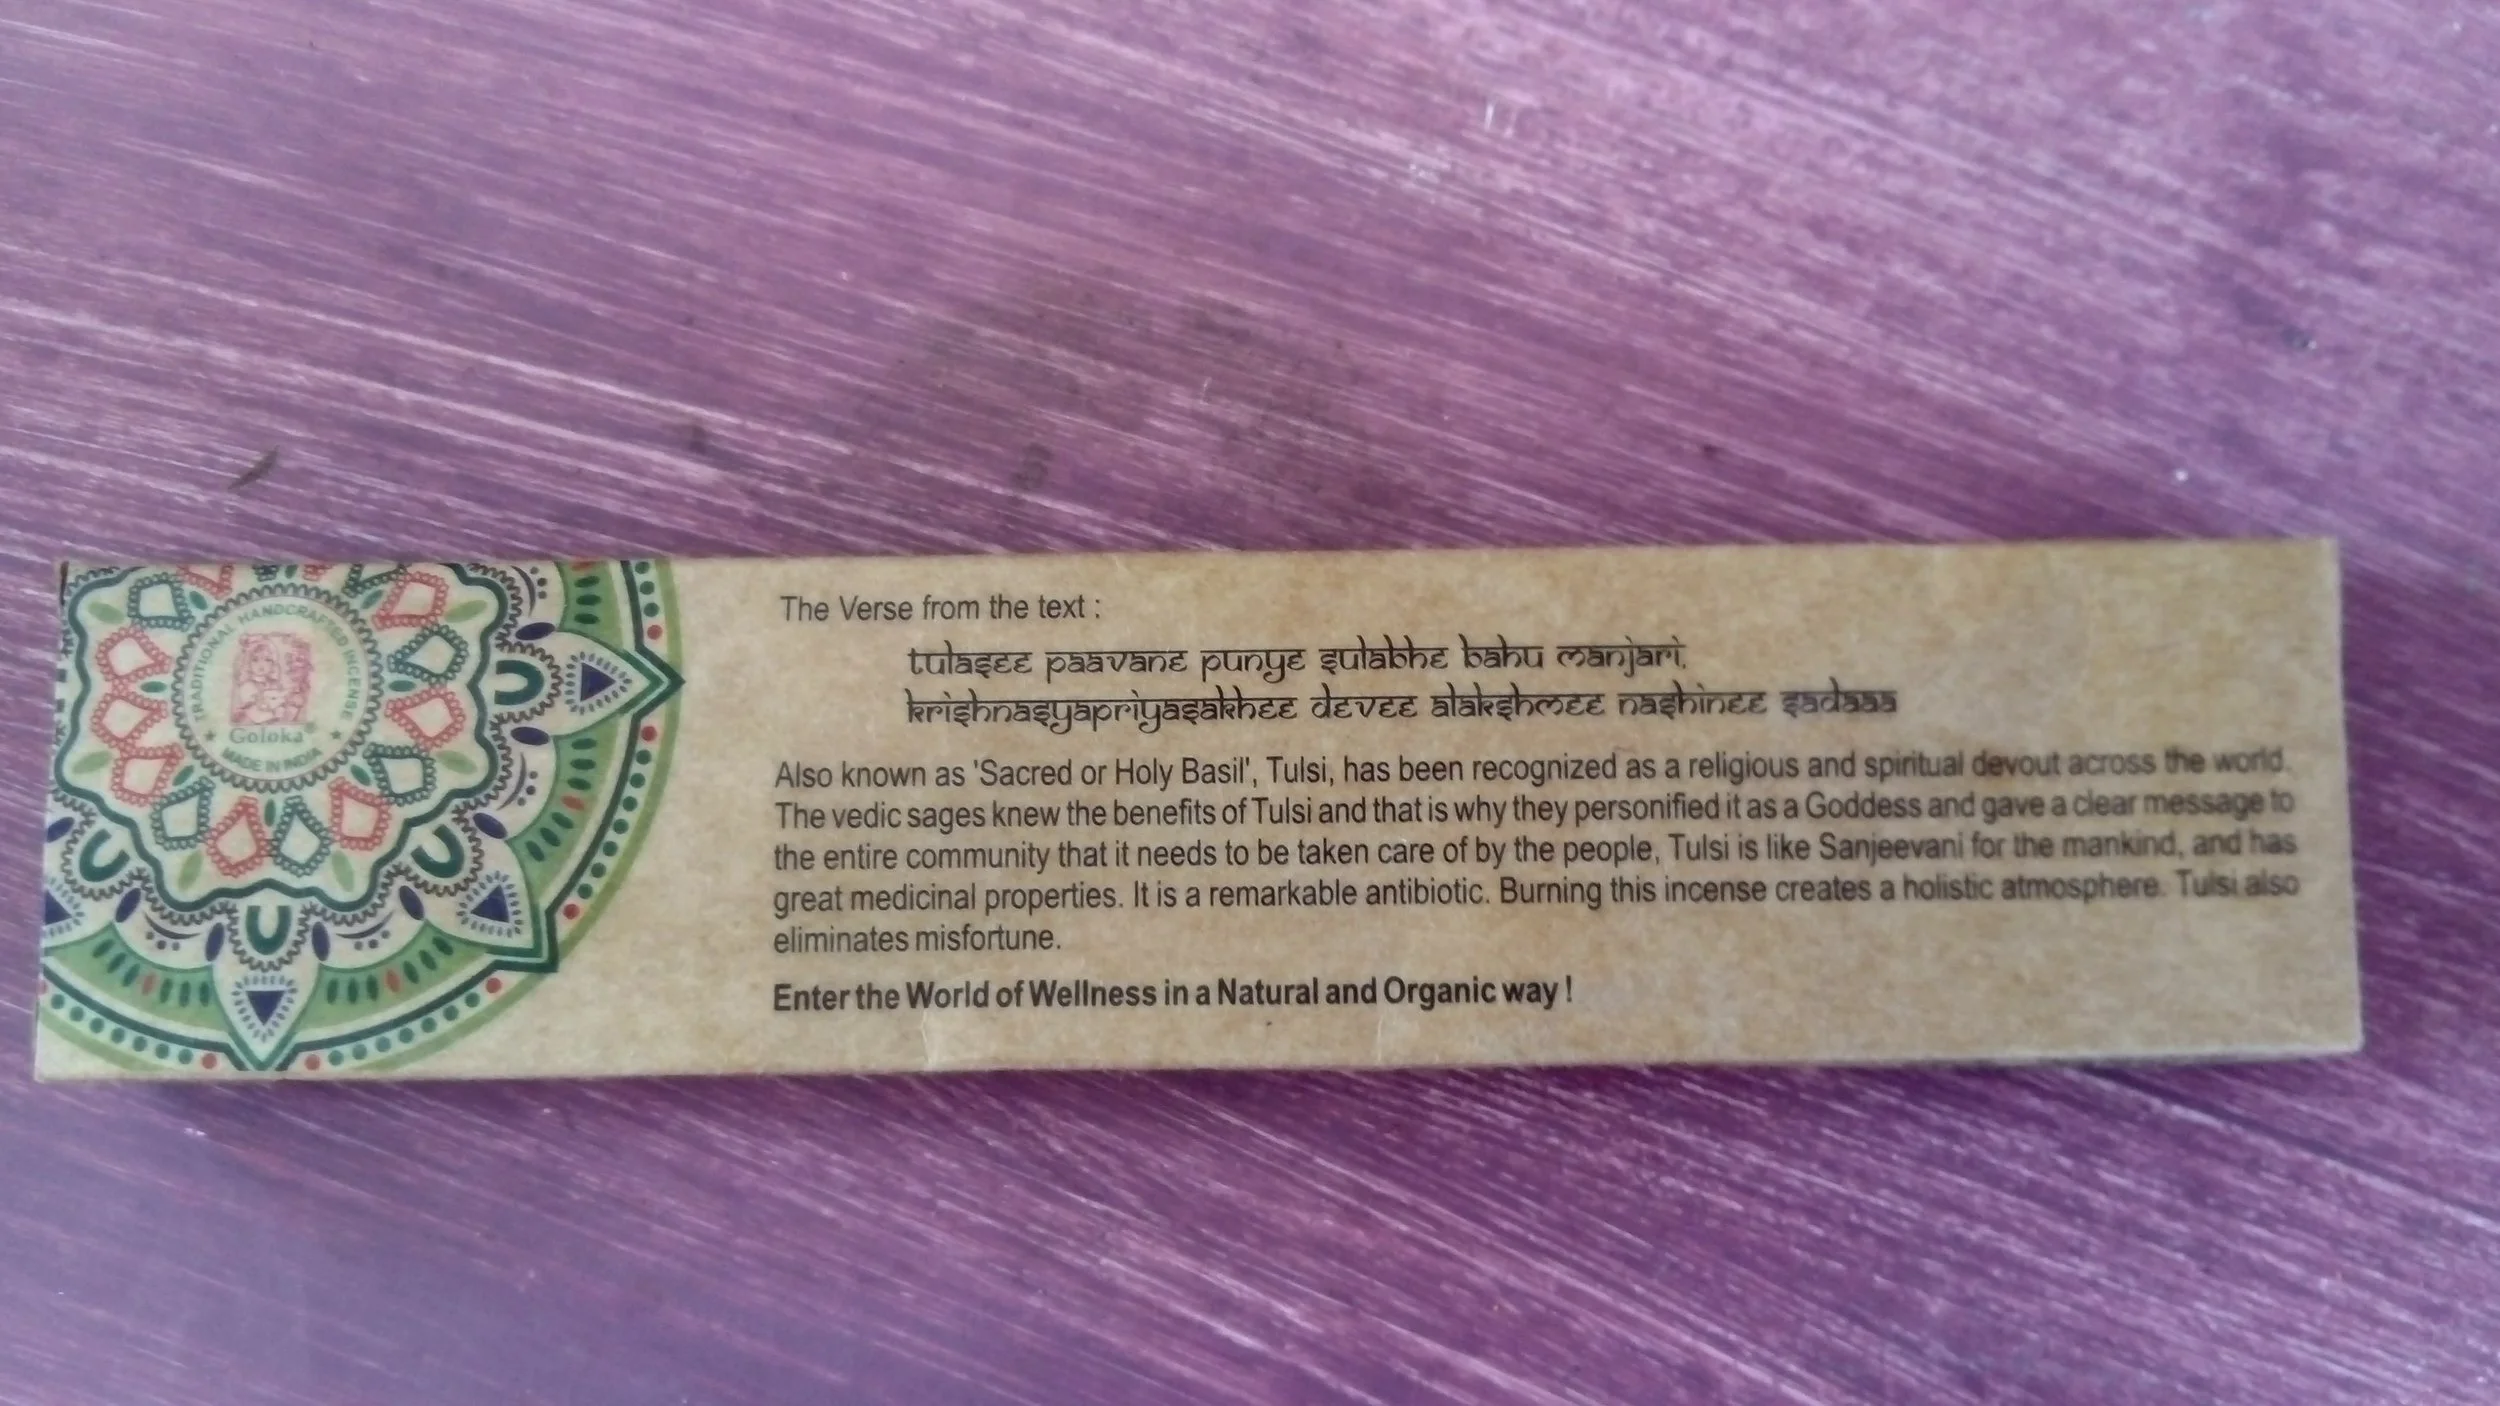 TRADITIONAL HANDCRAFTED INCENSE
Goloka®
★ MADE IN INDIA ★
The Verse from the text :
tulasee paavane punye sulabhe bahu manjari,
krishnasyapriyasakhee devee alakshmee nashinee sadaaa
Also known as 'Sacred or Holy Basil', Tulsi, has been recognized as a religious and spiritual devout across the world.
The vedic sages knew the benefits of Tulsi and that is why they personified it as a Goddess and gave a clear message to
the entire community that it needs to be taken care of by the people, Tulsi is like Sanjeevani for the mankind, and has
great medicinal properties. It is a remarkable antibiotic. Burning this incense creates a holistic atmosphere. Tulsi also
eliminates misfortune.
Enter the World of Wellness in a Natural and Organic way !